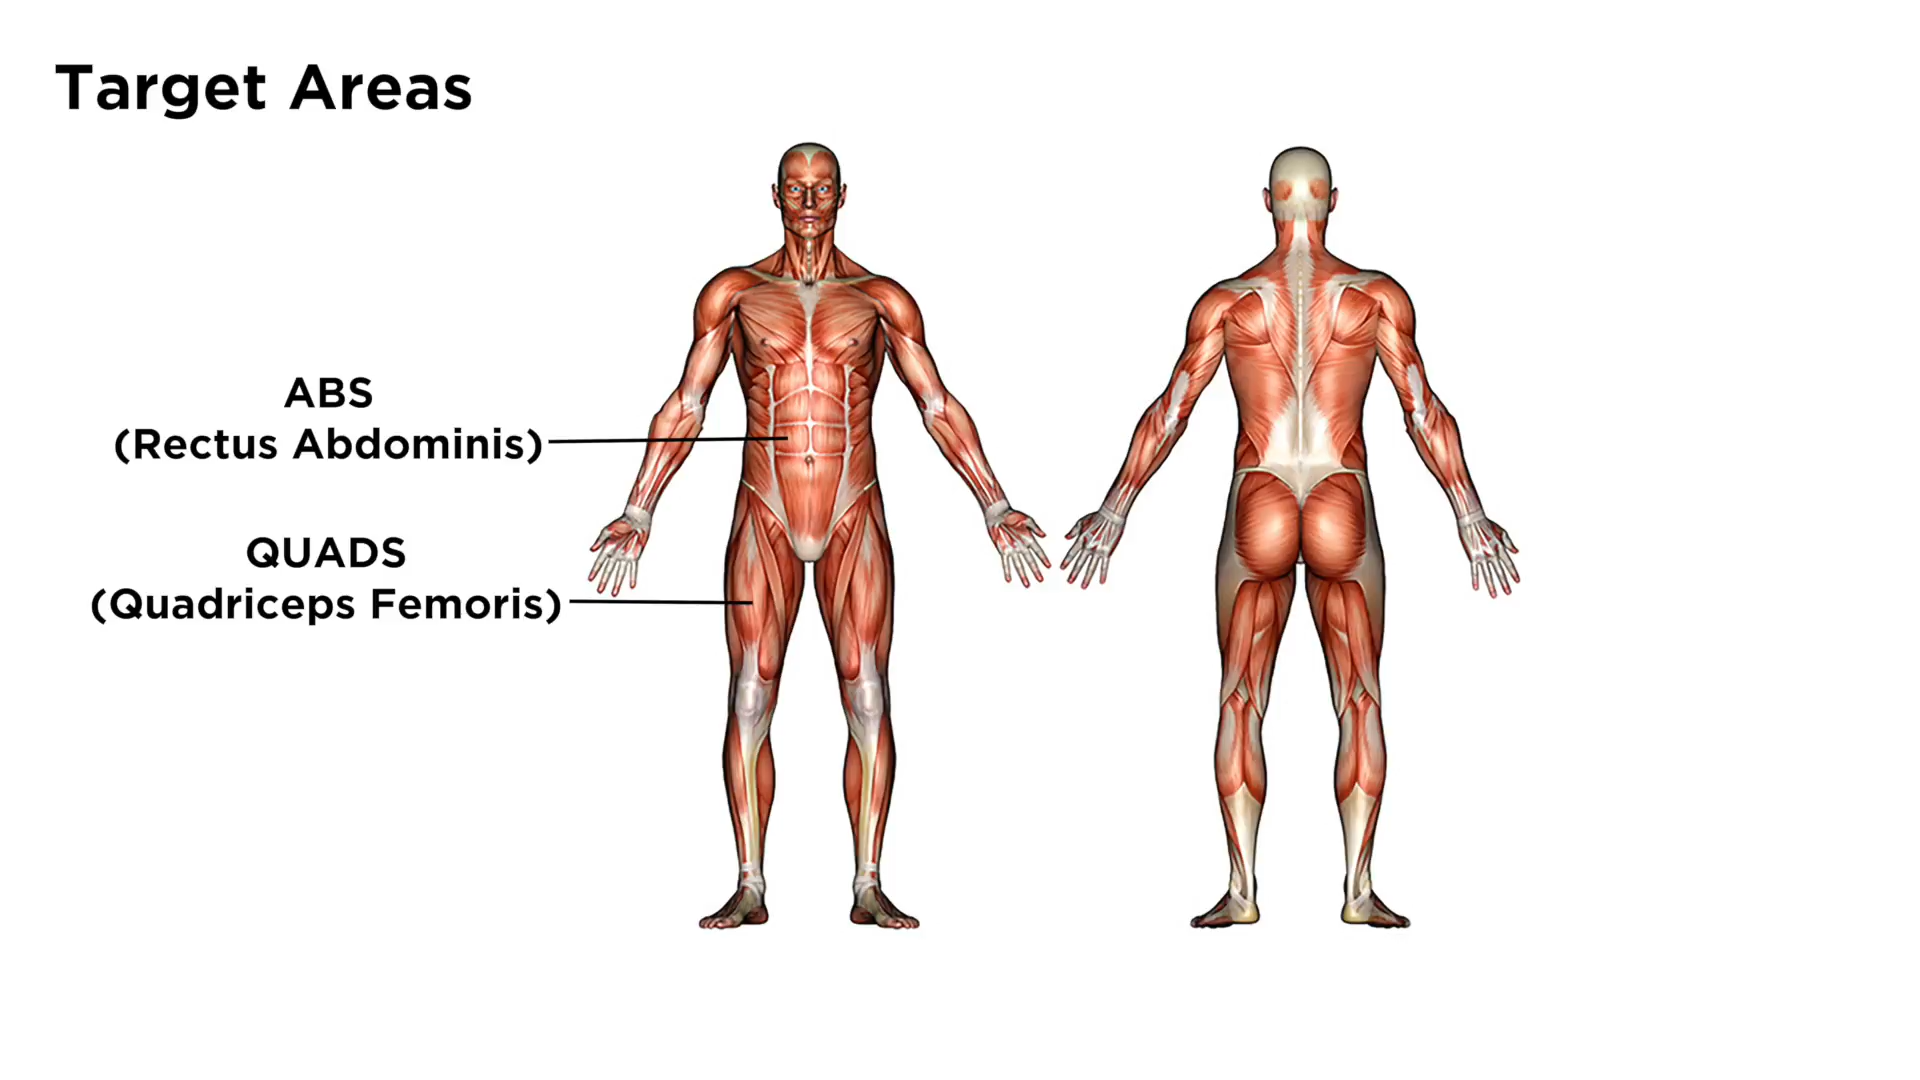 Target Areas
ABS
(Rectus Abdominis)
QUADS
(Quadriceps Femoris)